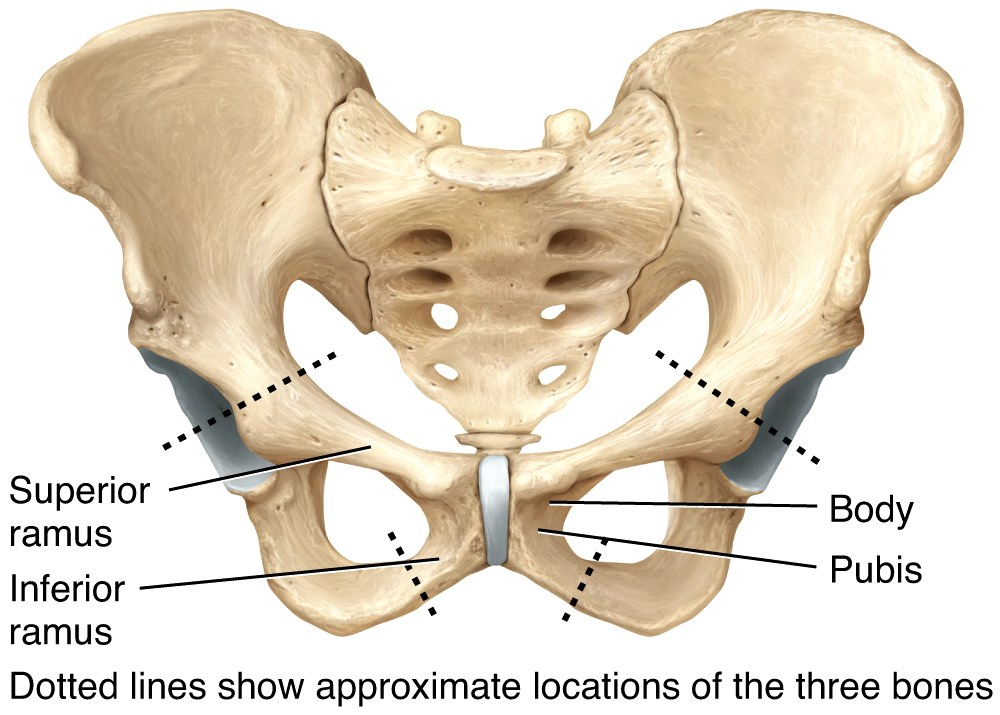 Superior
ramus
Inferior
ramus
Body
Pubis
Dotted lines show approximate locations of the three bones